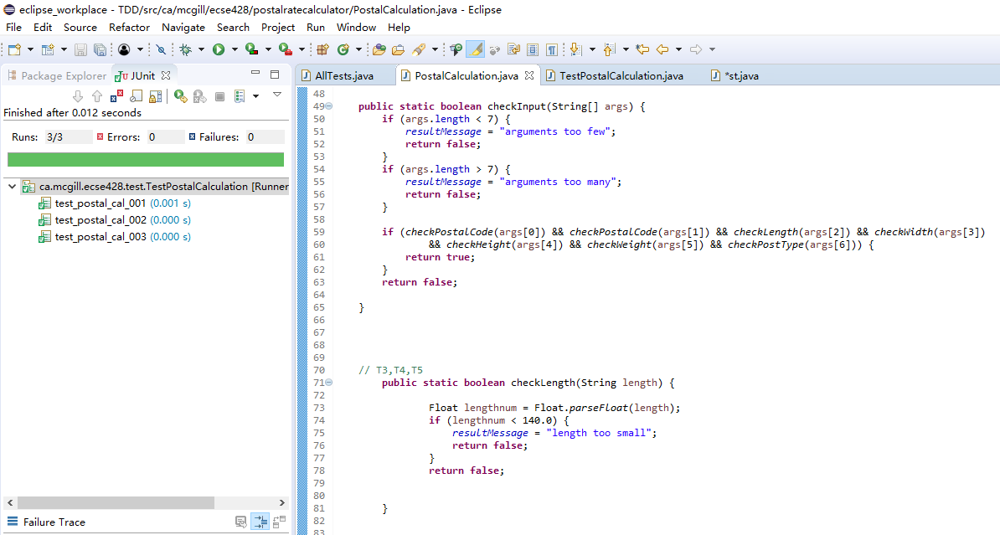 eclipse_workplace - TDD/src/ca/mcgill/ecse428/postalratecalculator/PostalCalculation.java - Eclipse
File Edit Source Refactor Navigate Search Project Run Window Help
Package Explorer JUnit
Finished after 0.012 seconds
Runs: 3/3 Errors: 0 Failures: 0
ca.mcgill.ecse428.test.TestPostalCalculation [Runner
test_postal_cal_001 (0.001 s)
test_postal_cal_002 (0.000 s)
test_postal_cal_003 (0.000 s)
Failure Trace
AllTests.java PostalCalculation.java TestPostalCalculation.java *st.java
48
49 public static boolean checkInput(String[] args) {
50 if (args.length < 7) {
51 resultMessage = "arguments too few";
52 return false;
53 }
54 if (args.length > 7) {
55 resultMessage = "arguments too many";
56 return false;
57 }
58
59 if (checkPostalCode(args[0]) && checkPostalCode(args[1]) && checkLength(args[2]) && checkWidth(args[3])
60 && checkHeight(args[4]) && checkWeight(args[5]) && checkPostType(args[6])) {
61 return true;
62 }
63 return false;
64
65 }
66
67
68
69
70 // T3,T4,T5
71 public static boolean checkLength(String length) {
72
73 Float lengthnum = Float.parseFloat(length);
74 if (lengthnum < 140.0) {
75 resultMessage = "length too small";
76 return false;
77 }
78 return false;
79
80
81 }
82
83